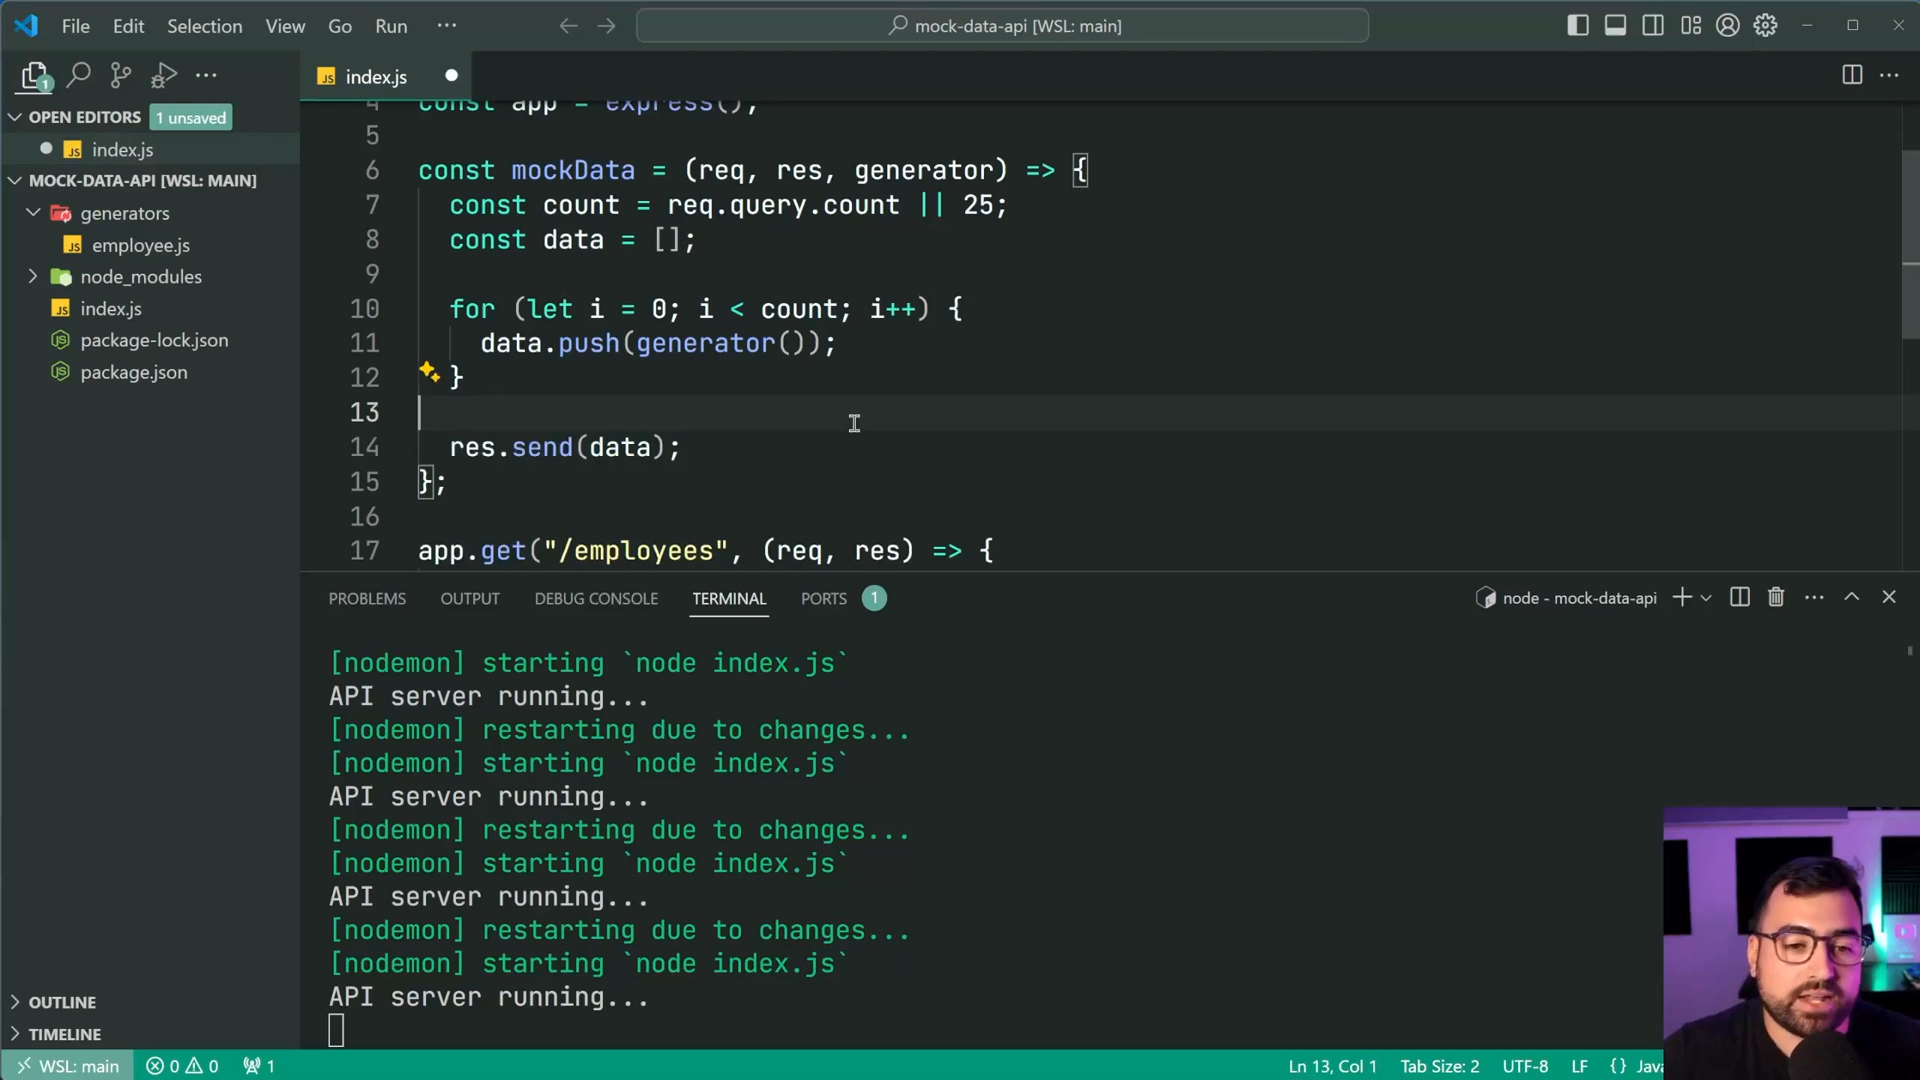 File Edit Selection View Go Run ···
mock-data-api [WSL: main]
1
OPEN EDITORS 1 unsaved
JS index.js
MOCK-DATA-API [WSL: MAIN]
generators
JS employee.js
node_modules
JS index.js
package-lock.json
package.json
OUTLINE
TIMELINE
JS index.js
4 const app = express();
5
6 const mockData = (req, res, generator) => {
7 const count = req.query.count || 25;
8 const data = [];
9
10 for (let i = 0; i < count; i++) {
11 data.push(generator());
12 }
13
14 res.send(data);
15 };
16
17 app.get("/employees", (req, res) => {
PROBLEMS OUTPUT DEBUG CONSOLE TERMINAL PORTS 1
node - mock-data-api
[nodemon] starting `node index.js`
API server running...
[nodemon] restarting due to changes...
[nodemon] starting `node index.js`
API server running...
[nodemon] restarting due to changes...
[nodemon] starting `node index.js`
API server running...
[nodemon] restarting due to changes...
[nodemon] starting `node index.js`
API server running...
WSL: main 0 0 1 Ln 13, Col 1 Tab Size: 2 UTF-8 LF {} Java